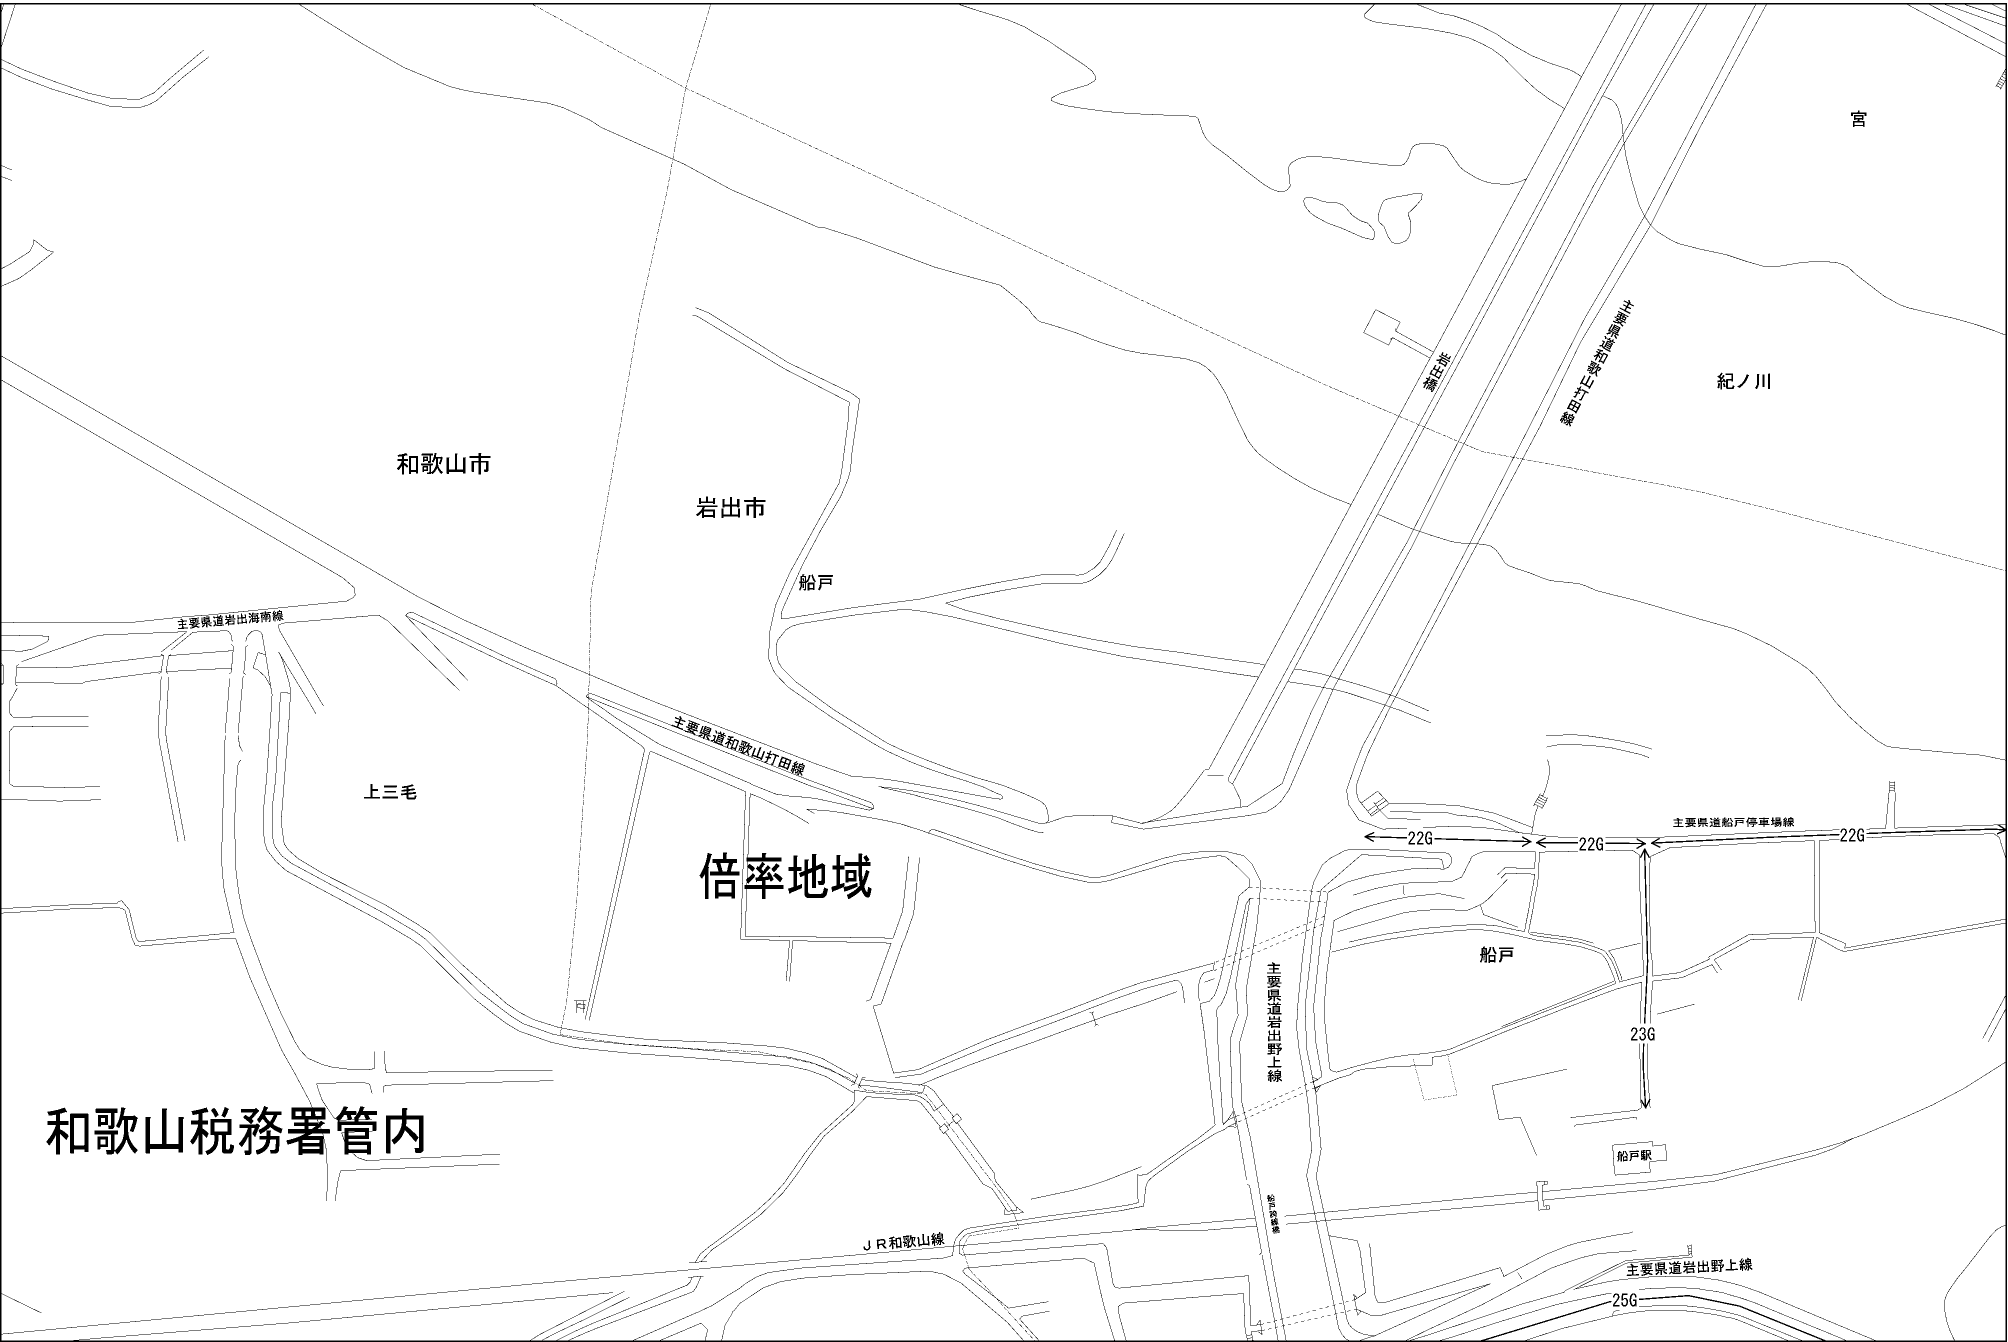 宮
主要県道和歌山打田線
岩出橋
紀ノ川
和歌山市
岩出市
船戸
主要県道岩出海南線
主要県道和歌山打田線
上三毛
主要県道船戸停車場線
22G
22G
22G
倍率地域
船戸
主要県道岩出野上線
23G
和歌山税務署管内
船戸駅
船戸跨線橋
JR和歌山線
主要県道岩出野上線
25G